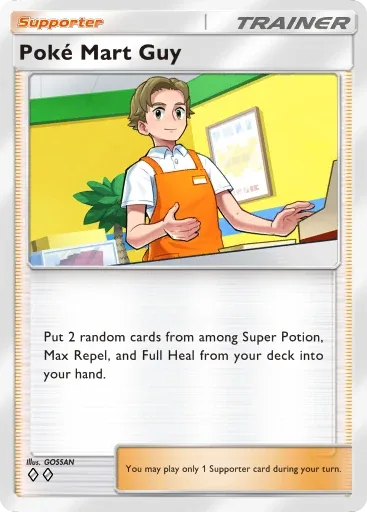 Supporter
TRAINER
Poké Mart Guy
Put 2 random cards from among Super Potion,
Max Repel, and Full Heal from your deck into
your hand.
Illus. GOSSAN
You may play only 1 Supporter card during your turn.